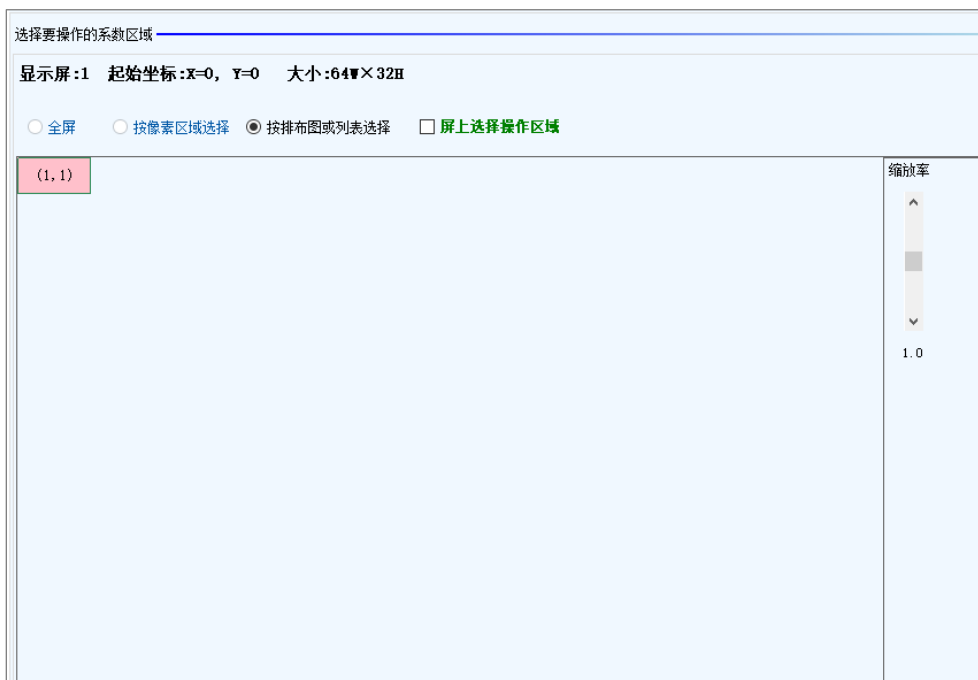 选择要操作的系数区域
显示屏:1 起始坐标:X=0, Y=0 大小:64W×32H
全屏 按像素区域选择 按排布图或列表选择 屏上选择操作区域
(1,1)
缩放率
1.0